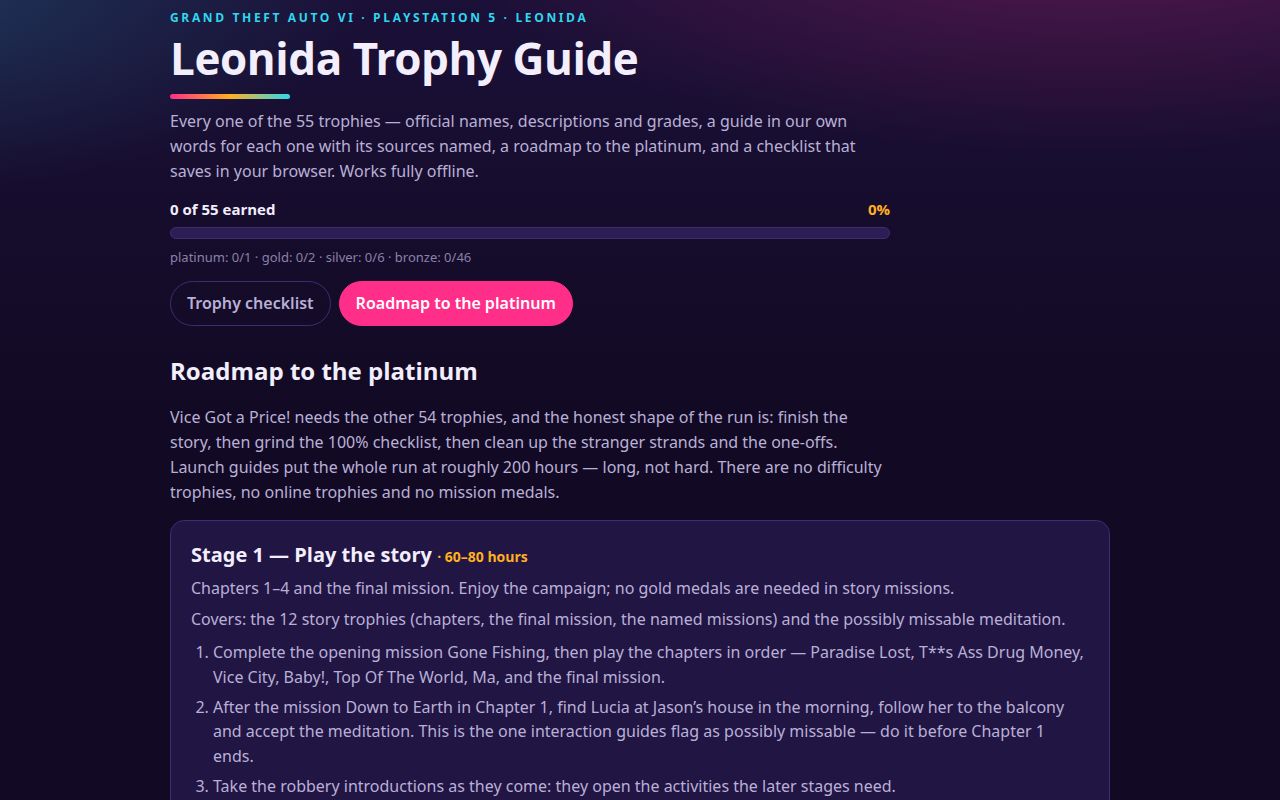 GRAND THEFT AUTO VI · PLAYSTATION 5 · LEONIDA
Leonida Trophy Guide
Every one of the 55 trophies — official names, descriptions and grades, a guide in our own
words for each one with its sources named, a roadmap to the platinum, and a checklist that
saves in your browser. Works fully offline.
0 of 55 earned
0%
platinum: 0/1 · gold: 0/2 · silver: 0/6 · bronze: 0/46
Trophy checklist
Roadmap to the platinum
Roadmap to the platinum
Vice Got a Price! needs the other 54 trophies, and the honest shape of the run is: finish the
story, then grind the 100% checklist, then clean up the stranger strands and the one-offs.
Launch guides put the whole run at roughly 200 hours — long, not hard. There are no difficulty
trophies, no online trophies and no mission medals.
Stage 1 — Play the story · 60–80 hours
Chapters 1–4 and the final mission. Enjoy the campaign; no gold medals are needed in story missions.
Covers: the 12 story trophies (chapters, the final mission, the named missions) and the possibly missable meditation.
1. Complete the opening mission Gone Fishing, then play the chapters in order — Paradise Lost, T**s Ass Drug Money,
Vice City, Baby!, Top Of The World, Ma, and the final mission.
2. After the mission Down to Earth in Chapter 1, find Lucia at Jason’s house in the morning, follow her to the balcony
and accept the meditation. This is the one interaction guides flag as possibly missable — do it before Chapter 1
ends.
3. Take the robbery introductions as they come: they open the activities the later stages need.